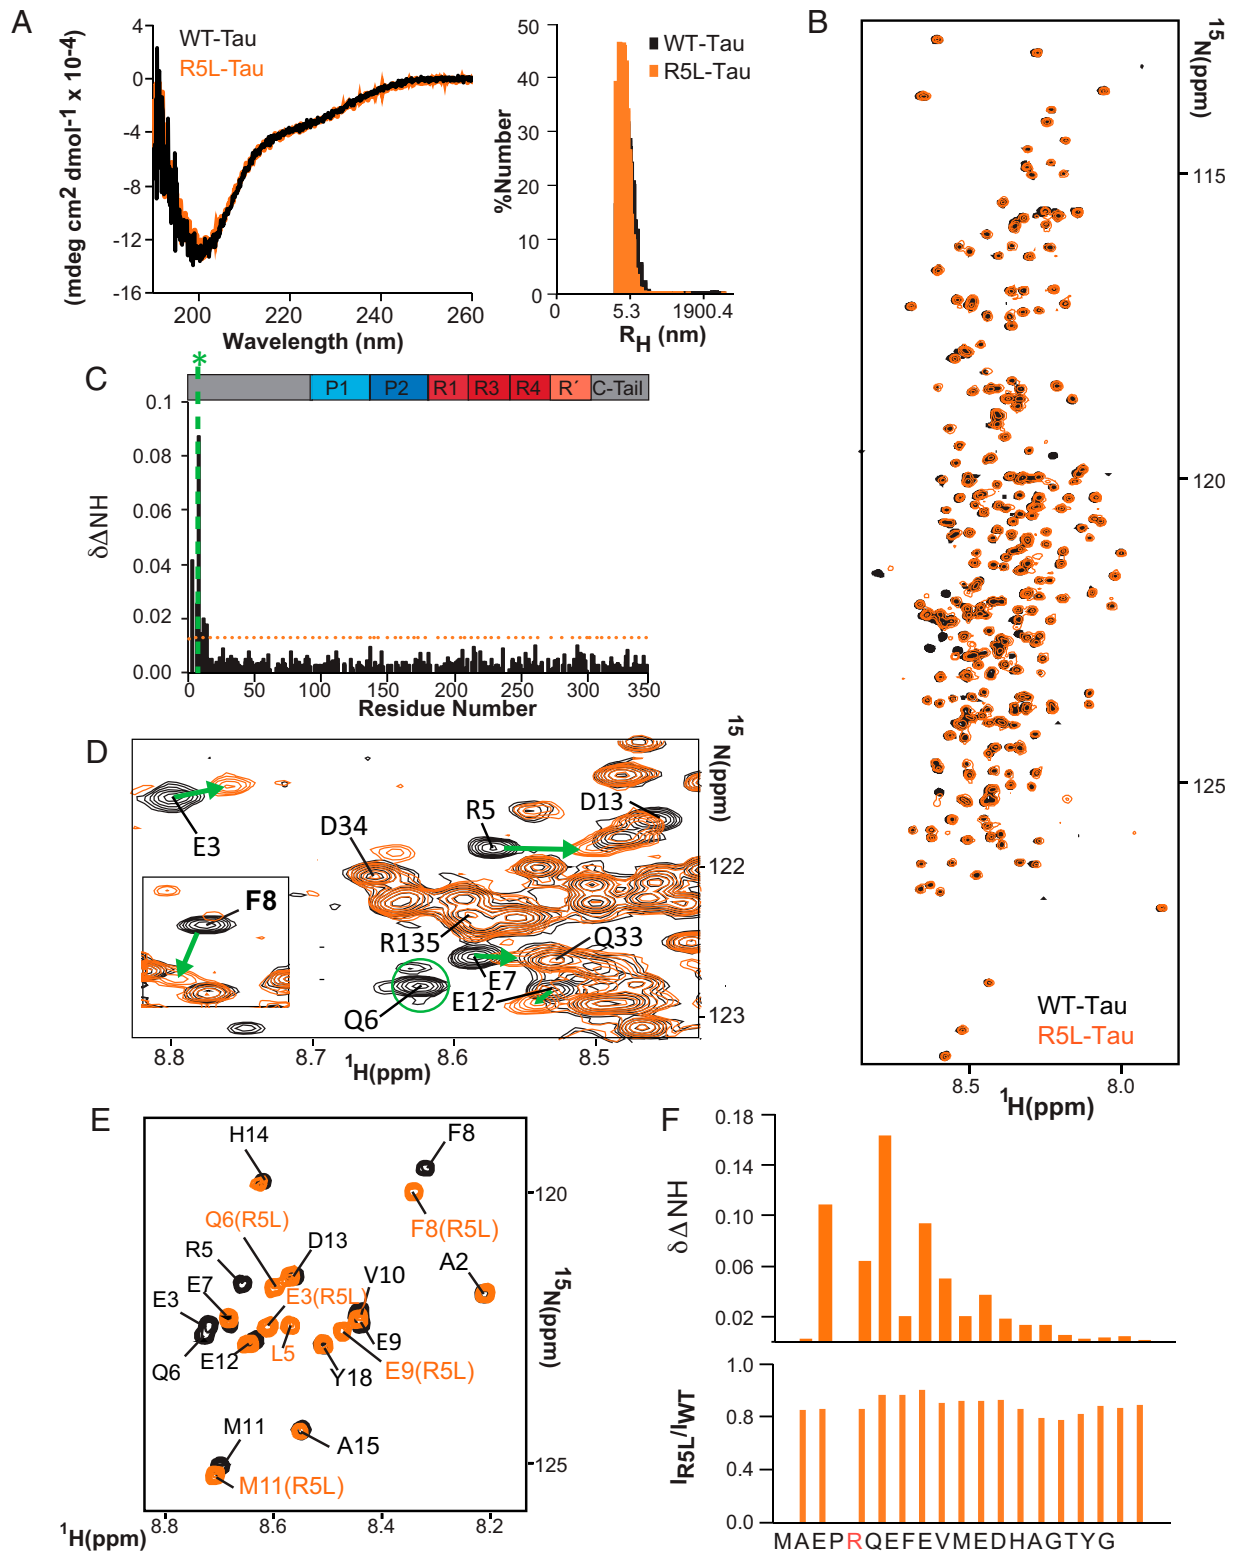 A
4
0
-4
-8
-12
-16
(mdeg cm2 dmol-1 x 10-4)
WT-Tau
R5L-Tau
200
220
240
260
Wavelength (nm)
50
40
30
20
10
0
%Number
WT-Tau
R5L-Tau
0
5.3
1900.4
RH (nm)
B
15N(ppm)
115
120
125
WT-Tau
R5L-Tau
8.5
8.0
1H(ppm)
C
*
P1
P2
R1
R3
R4
R´
C-Tail
0.1
0.08
0.06
0.04
0.02
0.00
δΔNH
0
50
100
150
200
250
300
350
Residue Number
D
15N(ppm)
E3
D34
R5
D13
122
F8
R135
Q33
E7
E12
Q6
123
8.8
8.7
8.6
8.5
1H(ppm)
E
H14
F8
120
Q6(R5L)
F8(R5L)
R5
D13
A2
E7
V10
E3
E3(R5L)
Q6
E12
L5
E9
Y18
E9(R5L)
M11
A15
M11(R5L)
125
15N(ppm)
1H(ppm)
8.8
8.6
8.4
8.2
F
0.18
0.14
0.10
0.06
0.02
δΔNH
1.0
0.8
0.4
0.0
IR5L/IWT
MAEPRQEFEVMEDHAGTYG